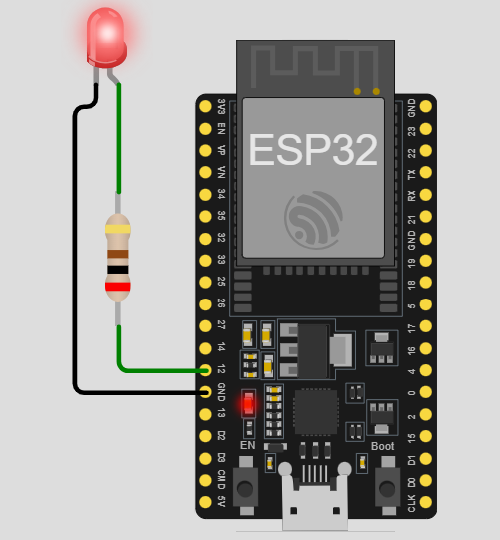 ESP32
3V3
EN
VP
VN
34
35
32
33
25
26
27
14
12
GND
13
D2
D3
CMD
5V
GND
23
22
TX
RX
21
GND
19
18
5
17
16
4
0
2
15
D1
D0
CLK
EN
Boot